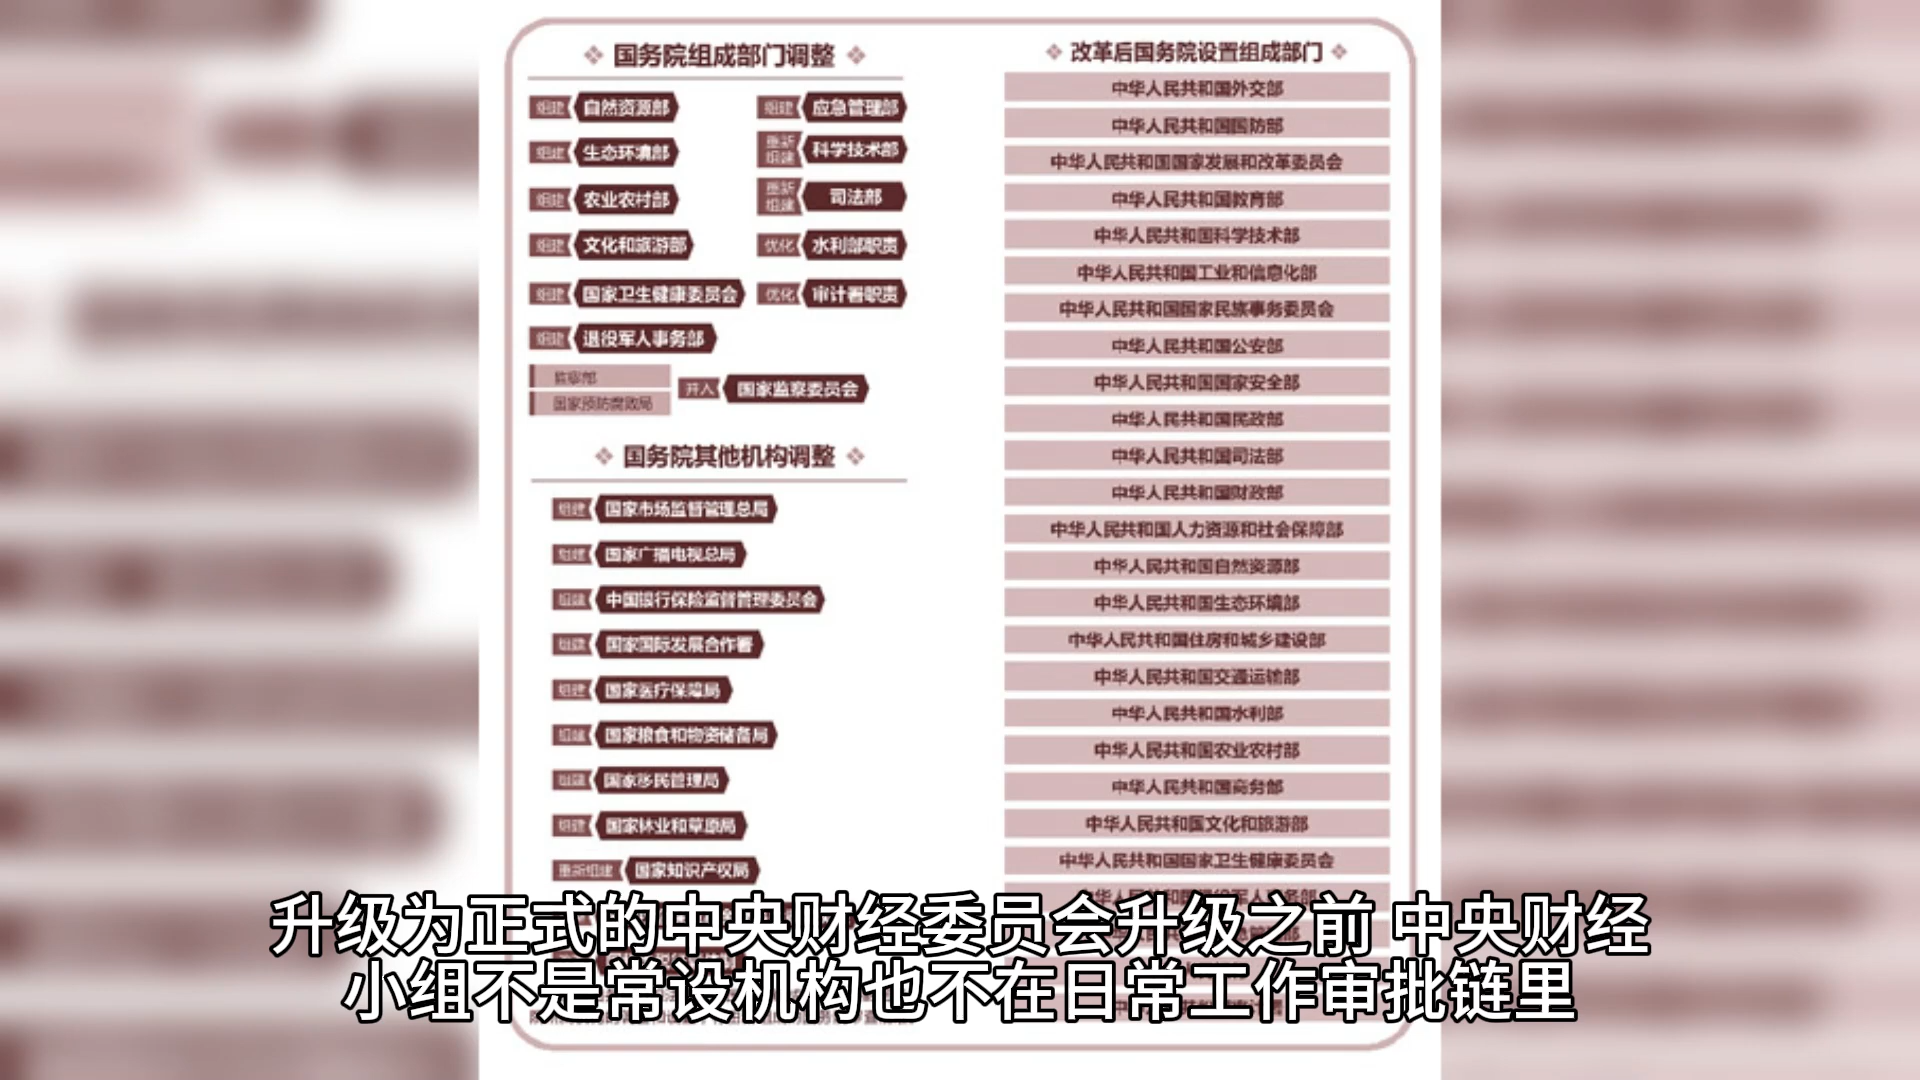 国务院组成部门调整
组建 自然资源部
组建 应急管理部
组建 生态环境部
重新组建 科学技术部
组建 农业农村部
重新组建 司法部
组建 文化和旅游部
优化 水利部职责
组建 国家卫生健康委员会
优化 审计署职责
组建 退役军人事务部
监察部
国家预防腐败局
并入 国家监察委员会
国务院其他机构调整
组建 国家市场监督管理总局
组建 国家广播电视总局
组建 中国银行保险监督管理委员会
组建 国家国际发展合作署
组建 国家医疗保障局
组建 国家粮食和物资储备局
组建 国家移民管理局
组建 国家林业和草原局
重新组建 国家知识产权局
改革后国务院设置组成部门
中华人民共和国外交部
中华人民共和国国防部
中华人民共和国国家发展和改革委员会
中华人民共和国教育部
中华人民共和国科学技术部
中华人民共和国工业和信息化部
中华人民共和国国家民族事务委员会
中华人民共和国公安部
中华人民共和国国家安全部
中华人民共和国民政部
中华人民共和国司法部
中华人民共和国财政部
中华人民共和国人力资源和社会保障部
中华人民共和国自然资源部
中华人民共和国生态环境部
中华人民共和国住房和城乡建设部
中华人民共和国交通运输部
中华人民共和国水利部
中华人民共和国农业农村部
中华人民共和国商务部
中华人民共和国文化和旅游部
中华人民共和国国家卫生健康委员会
升级为正式的中央财经委员会升级之前 中央财经
小组不是常设机构也不在日常工作审批链里